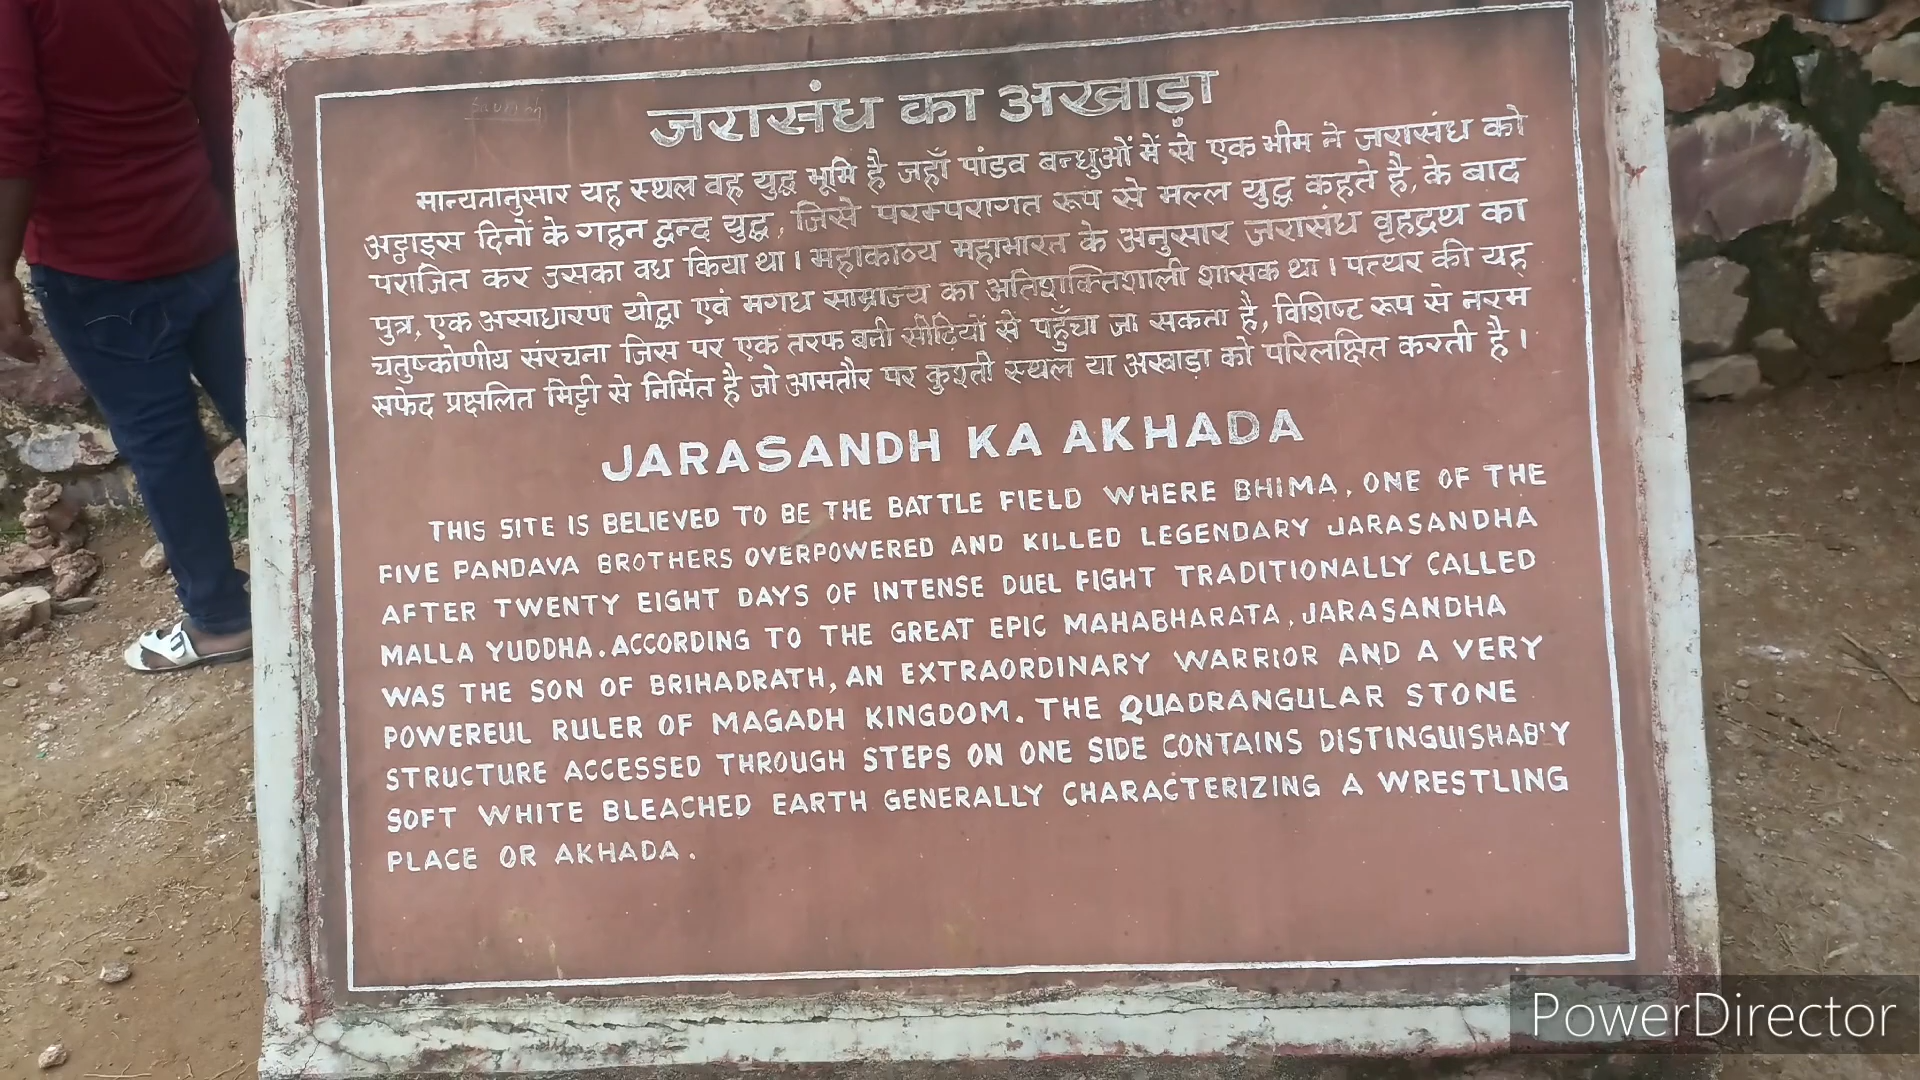 जरासंध का अखाड़ा
मान्यतानुसार यह स्थल वह युद्ध भूमि है जहाँ पांडव बन्धुओं में से एक भीम ने जरासंध को
अट्ठाइस दिनों के गहन द्वन्द युद्ध, जिसे परम्परागत रूप से मल्ल युद्ध कहते है, के बाद
पराजित कर उसका वध किया था। महाकाव्य महाभारत के अनुसार जरासंध वृहद्रथ का
पुत्र, एक असाधारण योद्धा एवं मगध साम्राज्य का अतिशक्तिशाली शासक था। पत्थर की यह
चतुष्कोणीय संरचना जिस पर एक तरफ बनी सीढ़ियों से पहुँचा जा सकता है, विशिष्ट रूप से नरम
सफेद प्रक्षलित मिट्टी से निर्मित है जो आमतौर पर कुश्ती स्थल या अखाड़ा को परिलक्षित करती है।
JARASANDH KA AKHADA
THIS SITE IS BELIEVED TO BE THE BATTLE FIELD WHERE BHIMA, ONE OF THE
FIVE PANDAVA BROTHERS OVERPOWERED AND KILLED LEGENDARY JARASANDHA
AFTER TWENTY EIGHT DAYS OF INTENSE DUEL FIGHT TRADITIONALLY CALLED
MALLA YUDDHA. ACCORDING TO THE GREAT EPIC MAHABHARATA, JARASANDHA
WAS THE SON OF BRIHADRATH, AN EXTRAORDINARY WARRIOR AND A VERY
POWEREUL RULER OF MAGADH KINGDOM. THE QUADRANGULAR STONE
STRUCTURE ACCESSED THROUGH STEPS ON ONE SIDE CONTAINS DISTINGUISHAB'Y
SOFT WHITE BLEACHED EARTH GENERALLY CHARACTERIZING A WRESTLING
PLACE OR AKHADA.
PowerDirector